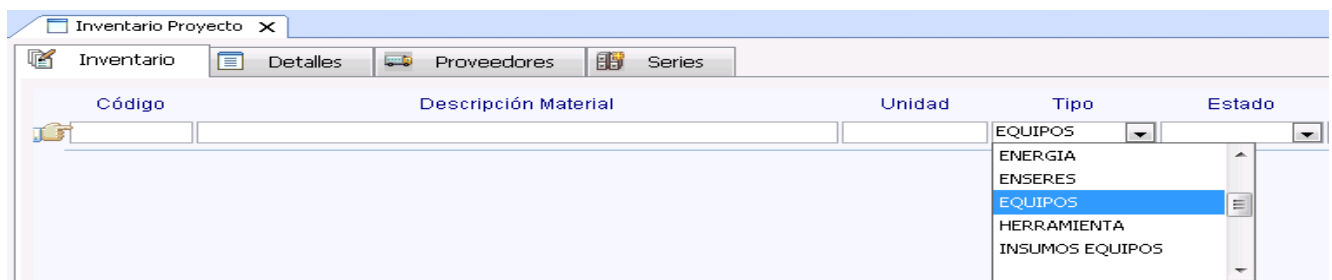 Inventario Proyecto
Inventario Detalles Proveedores Series
Código Descripción Material Unidad Tipo Estado
EQUIPOS
ENERGIA
ENSERES
EQUIPOS
HERRAMIENTA
INSUMOS EQUIPOS